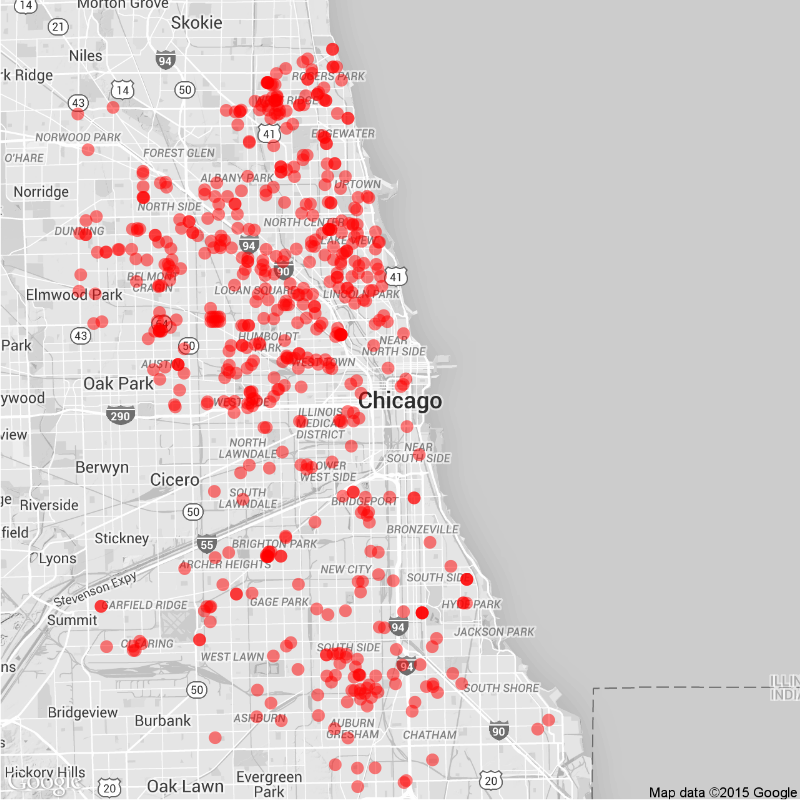 Morton Grove
14
21
Skokie
Niles
94
rk Ridge
ROGERS PARK
14
50
43
41
EDGEWATER
NORWOOD PARK
O'HARE
FOREST GLEN
ALBANY PARK
UPTOWN
Norridge
NORTH SIDE
DUNNING
NORTH CENTER
LAKE VIEW
94
90
41
BELMONT
CRAGIN
LOGAN SQUARE
LINCOLN PARK
Elmwood Park
64
43
50
HUMBOLDT
PARK
NEAR
NORTH SIDE
Park
AUSTIN
WEST TOWN
Oak Park
ywood
WEST SIDE
Chicago
290
ILLINOIS
MEDICAL
DISTRICT
view
NORTH
LAWNDALE
NEAR
SOUTH SIDE
Berwyn
LOWER
WEST SIDE
Cicero
SOUTH
LAWNDALE
ge
Riverside
50
BRIDGEPORT
field
BRONZEVILLE
Stickney
55
BRIGHTON PARK
Lyons
ARCHER HEIGHTS
NEW CITY
SOUTH SIDE
Stevenson Expy
GARFIELD RIDGE
GAGE PARK
HYDE PARK
Summit
94
JACKSON PARK
CLEARING
SOUTH SIDE
WEST LAWN
94
ns
50
SOUTH SHORE
ILLIN
INDIA
Bridgeview
Burbank
ASHBURN
AUBURN
GRESHAM
CHATHAM
90
Hickory Hills
Google
20
Oak Lawn
Evergreen
Park
20
Map data ©2015 Google